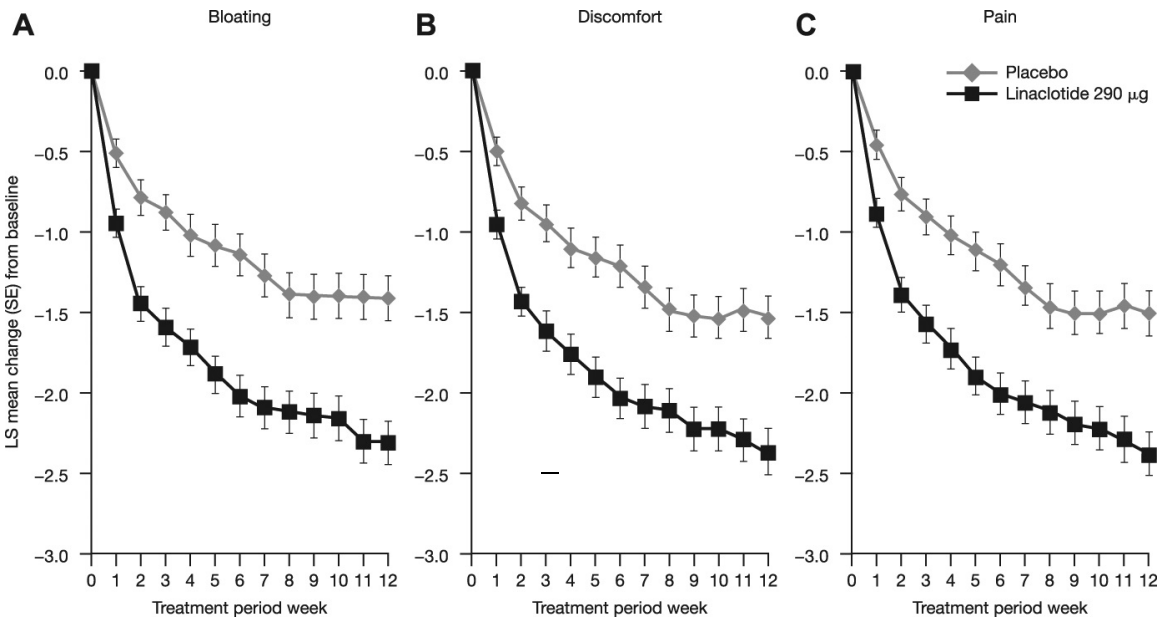 A Bloating
B Discomfort
C Pain
LS mean change (SE) from baseline
0.0
−0.5
−1.0
−1.5
−2.0
−2.5
−3.0
0 1 2 3 4 5 6 7 8 9 10 11 12
Treatment period week
0.0
−0.5
−1.0
−1.5
−2.0
−2.5
−3.0
0 1 2 3 4 5 6 7 8 9 10 11 12
Treatment period week
0.0
−0.5
−1.0
−1.5
−2.0
−2.5
−3.0
0 1 2 3 4 5 6 7 8 9 10 11 12
Treatment period week
Placebo
Linaclotide 290 μg